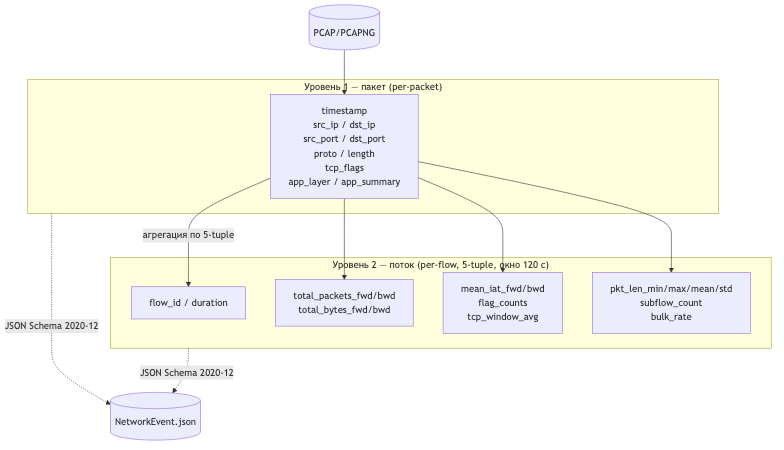 PCAP/PCAPNG
Уровень 1 — пакет (per-packet)
timestamp
src_ip / dst_ip
src_port / dst_port
proto / length
tcp_flags
app_layer / app_summary
агрегация по 5-tuple
Уровень 2 — поток (per-flow, 5-tuple, окно 120 с)
flow_id / duration
total_packets_fwd/bwd
total_bytes_fwd/bwd
mean_iat_fwd/bwd
flag_counts
tcp_window_avg
pkt_len_min/max/mean/std
subflow_count
bulk_rate
JSON Schema 2020-12
JSON Schema 2020-12
NetworkEvent.json